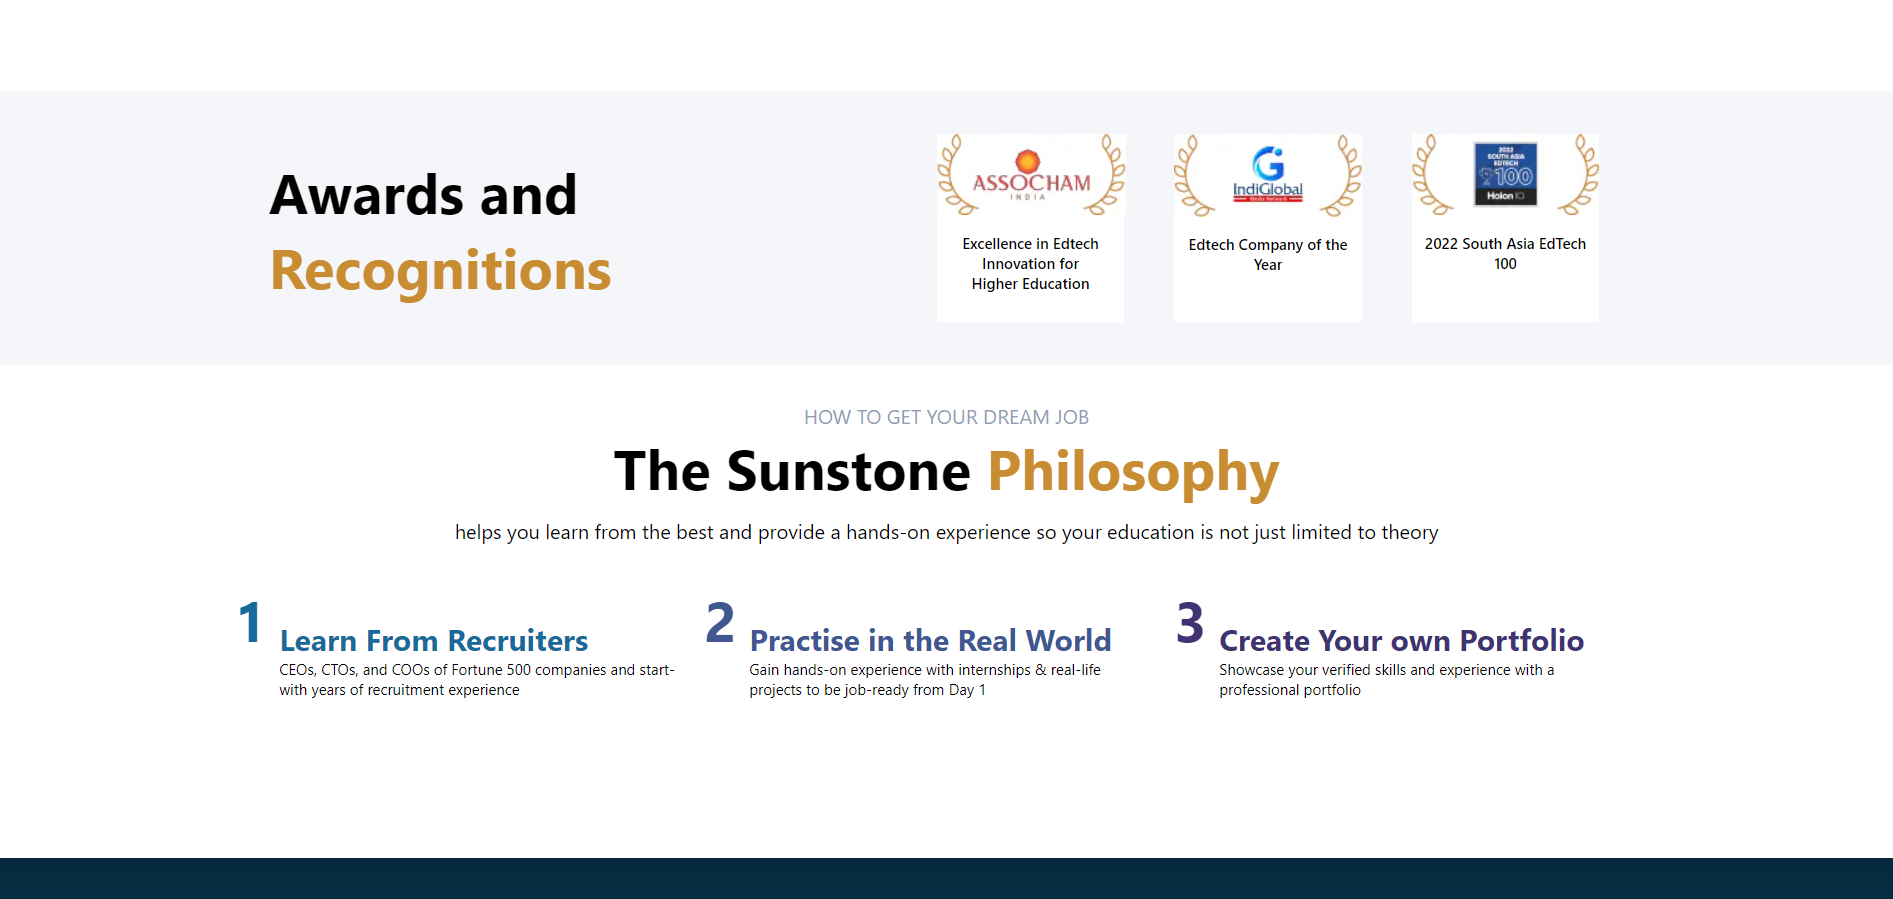 Awards and
Recognitions
ASSOCHAM
INDIA
Excellence in Edtech
Innovation for
Higher Education
IndiGlobal
Media Network
Edtech Company of the
Year
2022
SOUTH ASIA
EDTECH
100
HolonIQ
2022 South Asia EdTech
100
HOW TO GET YOUR DREAM JOB
The Sunstone Philosophy
helps you learn from the best and provide a hands-on experience so your education is not just limited to theory
1 Learn From Recruiters
CEOs, CTOs, and COOs of Fortune 500 companies and start-
with years of recruitment experience
2 Practise in the Real World
Gain hands-on experience with internships & real-life
projects to be job-ready from Day 1
3 Create Your own Portfolio
Showcase your verified skills and experience with a
professional portfolio